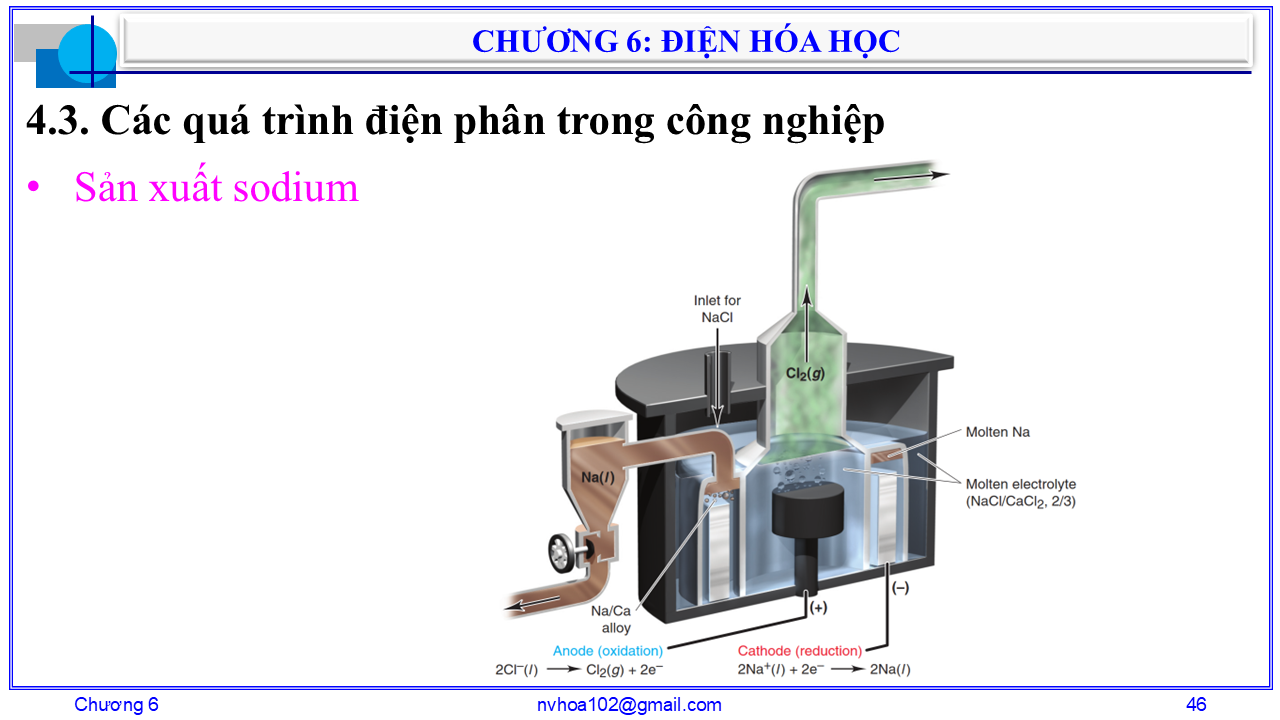 CHƯƠNG 6: ĐIỆN HÓA HỌC
4.3. Các quá trình điện phân trong công nghiệp
• Sản xuất sodium
Inlet for
NaCl
Cl₂(g)
Na(l)
Molten Na
Molten electrolyte
(NaCl/CaCl₂, 2/3)
Na/Ca
alloy
(+)
(–)
Anode (oxidation)
2Cl⁻(l) ⟶ Cl₂(g) + 2e⁻
Cathode (reduction)
2Na⁺(l) + 2e⁻ ⟶ 2Na(l)
Chương 6
nvhoa102@gmail.com
46